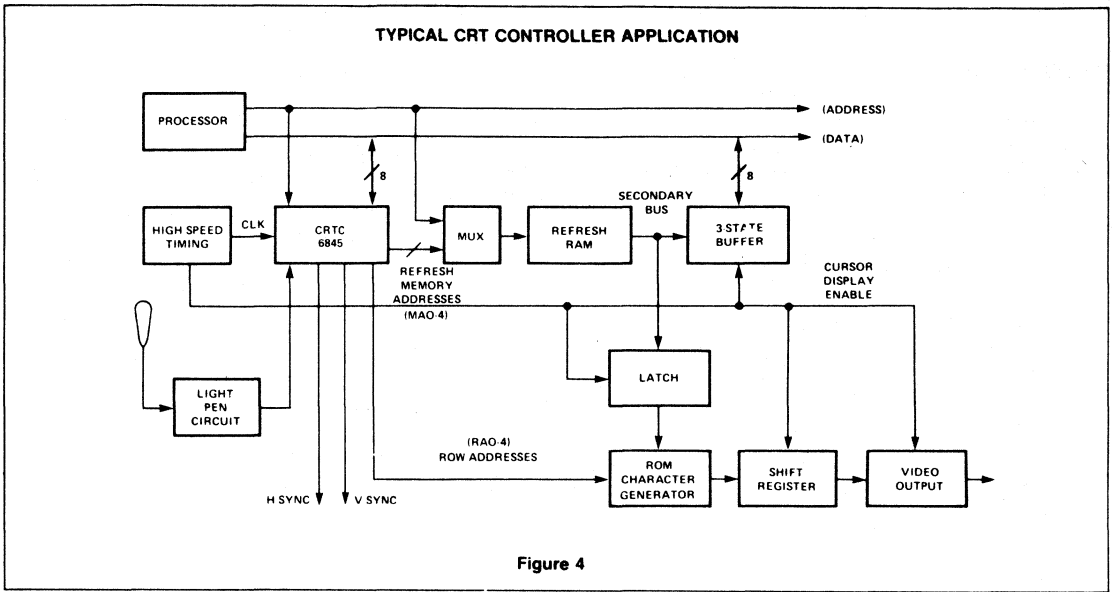 TYPICAL CRT CONTROLLER APPLICATION
PROCESSOR
(ADDRESS)
(DATA)
8
8
SECONDARY
BUS
HIGH SPEED
TIMING
CLK
CRTC
6845
MUX
REFRESH
RAM
3-STATE
BUFFER
REFRESH
MEMORY
ADDRESSES
(MAO-4)
CURSOR
DISPLAY
ENABLE
LATCH
LIGHT
PEN
CIRCUIT
(RAO-4)
ROW ADDRESSES
ROM
CHARACTER
GENERATOR
SHIFT
REGISTER
VIDEO
OUTPUT
H SYNC
V SYNC
Figure 4